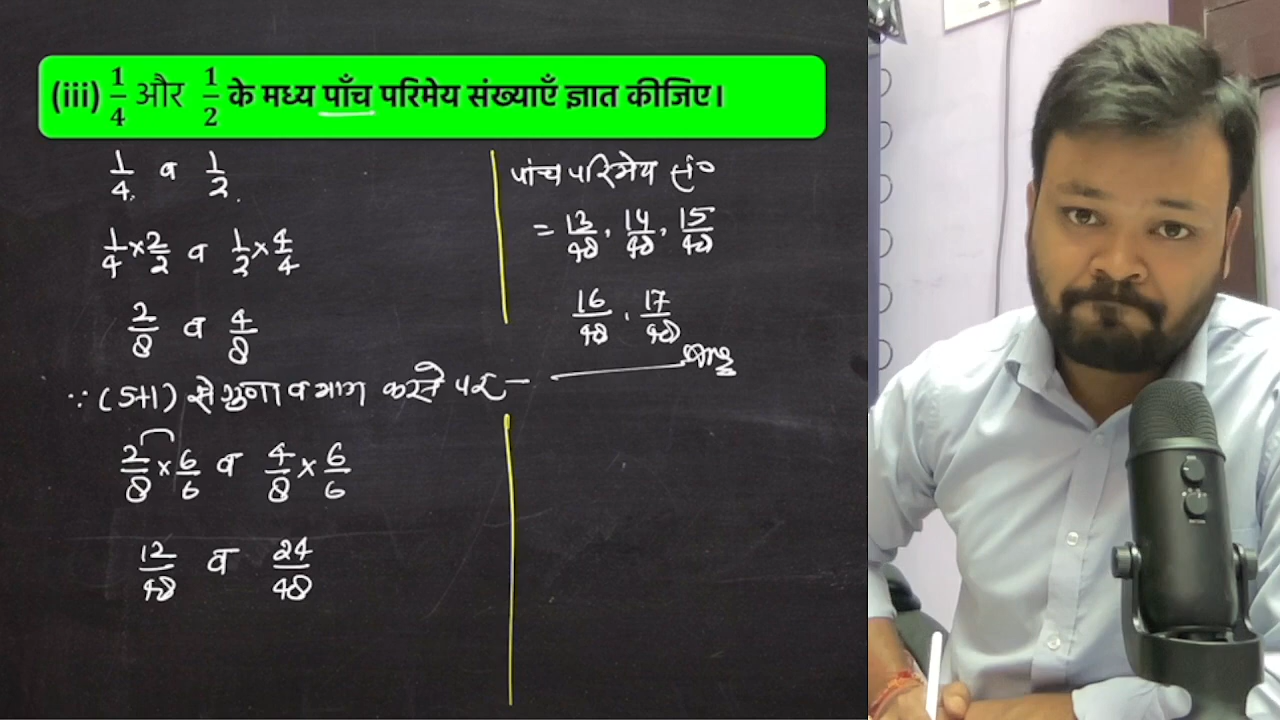 (iii) 1/4 और 1/2 के मध्य पाँच परिमेय संख्याएँ ज्ञात कीजिए।
1/4 व 1/2
1/4 × 2/2 व 1/2 × 4/4
2/8 व 4/8
∵ (5+1) से गुणा व भाग करने पर –
2/8 × 6/6 व 4/8 × 6/6
12/48 व 24/48
पांच परिमेय सं०
= 13/48, 14/48, 15/48
16/48, 17/48